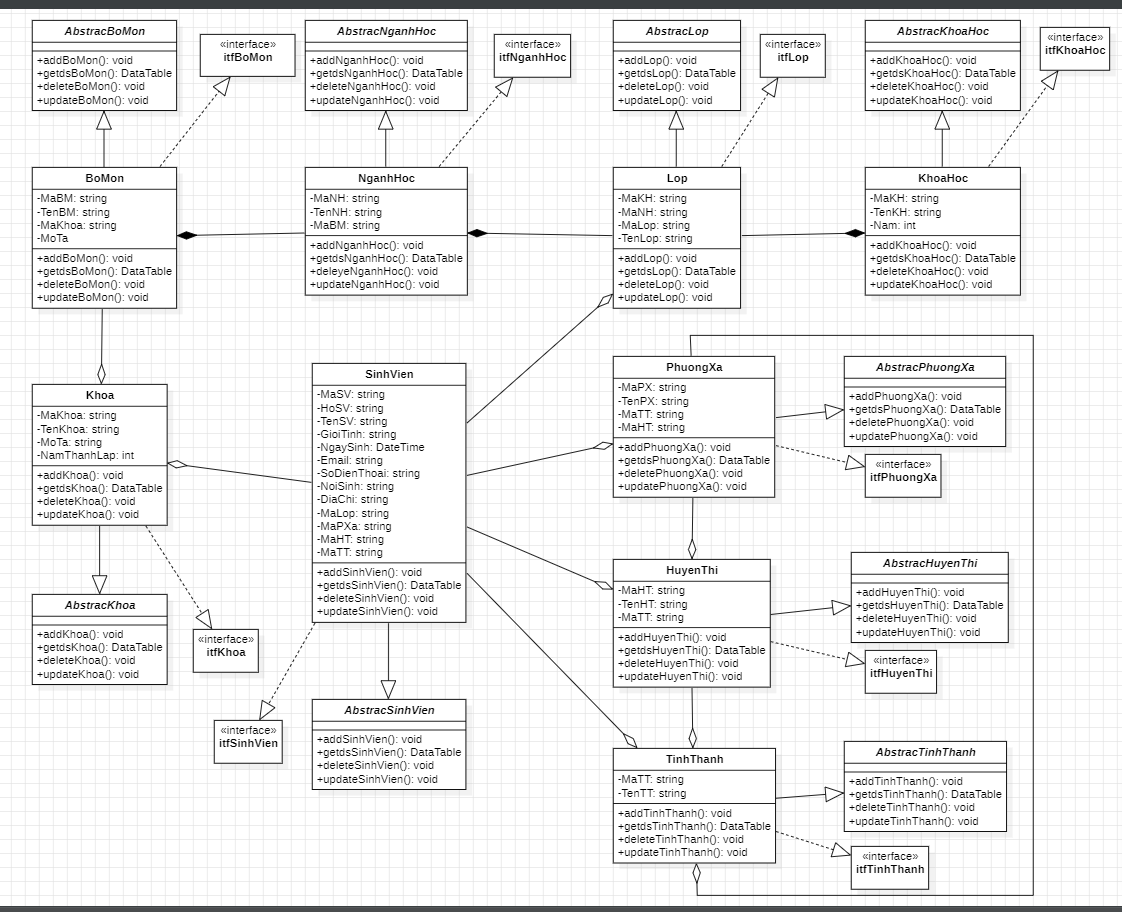 AbstracBoMon
+addBoMon(): void
+getdsBoMon(): DataTable
+deleteBoMon(): void
+updateBoMon(): void
«interface»
itfBoMon
AbstracNganhHoc
+addNganhHoc(): void
+getdsNganhHoc(): DataTable
+deleteNganhHoc(): void
+updateNganhHoc(): void
«interface»
itfNganhHoc
AbstracLop
+addLop(): void
+getdsLop(): DataTable
+deleteLop(): void
+updateLop(): void
«interface»
itfLop
AbstracKhoaHoc
+addKhoaHoc(): void
+getdsKhoaHoc(): DataTable
+deleteKhoaHoc(): void
+updateKhoaHoc(): void
«interface»
itfKhoaHoc
BoMon
-MaBM: string
-TenBM: string
-MaKhoa: string
-MoTa
+addBoMon(): void
+getdsBoMon(): DataTable
+deleteBoMon(): void
+updateBoMon(): void
NganhHoc
-MaNH: string
-TenNH: string
-MaBM: string
+addNganhHoc(): void
+getdsNganhHoc(): DataTable
+deleyeNganhHoc(): void
+updateNganhHoc(): void
Lop
-MaKH: string
-MaNH: string
-MaLop: string
-TenLop: string
+addLop(): void
+getdsLop(): DataTable
+deleteLop(): void
+updateLop(): void
KhoaHoc
-MaKH: string
-TenKH: string
-Nam: int
+addKhoaHoc(): void
+getdsKhoaHoc(): DataTable
+deleteKhoaHoc(): void
+updateKhoaHoc(): void
Khoa
-MaKhoa: string
-TenKhoa: string
-MoTa: string
-NamThanhLap: int
+addKhoa(): void
+getdsKhoa(): DataTable
+deleteKhoa(): void
+updateKhoa(): void
SinhVien
-MaSV: string
-HoSV: string
-TenSV: string
-GioiTinh: string
-NgaySinh: DateTime
-Email: string
-SoDienThoai: string
-NoiSinh: string
-DiaChi: string
-MaLop: string
-MaPXa: string
-MaHT: string
-MaTT: string
+addSinhVien(): void
+getdsSinhVien(): DataTable
+deleteSinhVien(): void
+updateSinhVien(): void
PhuongXa
-MaPX: string
-TenPX: string
-MaTT: string
-MaHT: string
+addPhuongXa(): void
+getdsPhuongXa(): DataTable
+deletePhuongXa(): void
+updatePhuongXa(): void
AbstracPhuongXa
+addPhuongXa(): void
+getdsPhuongXa(): DataTable
+deletePhuongXa(): void
+updatePhuongXa(): void
«interface»
itfPhuongXa
AbstracKhoa
+addKhoa(): void
+getdsKhoa(): DataTable
+deleteKhoa(): void
+updateKhoa(): void
«interface»
itfKhoa
HuyenThi
-MaHT: string
-TenHT: string
-MaTT: string
+addHuyenThi(): void
+getdsHuyenThi(): DataTable
+deleteHuyenThi(): void
+updateHuyenThi(): void
AbstracHuyenThi
+addHuyenThi(): void
+getdsHuyenThi(): DataTable
+deleteHuyenThi(): void
+updateHuyenThi(): void
«interface»
itfHuyenThi
«interface»
itfSinhVien
AbstracSinhVien
+addSinhVien(): void
+getdsSinhVien(): DataTable
+deleteSinhVien(): void
+updateSinhVien(): void
TinhThanh
-MaTT: string
-TenTT: string
+addTinhThanh(): void
+getdsTinhThanh(): DataTable
+deleteTinhThanh(): void
+updateTinhThanh(): void
AbstracTinhThanh
+addTinhThanh(): void
+getdsTinhThanh(): DataTable
+deleteTinhThanh(): void
+updateTinhThanh(): void
«interface»
itfTinhThanh